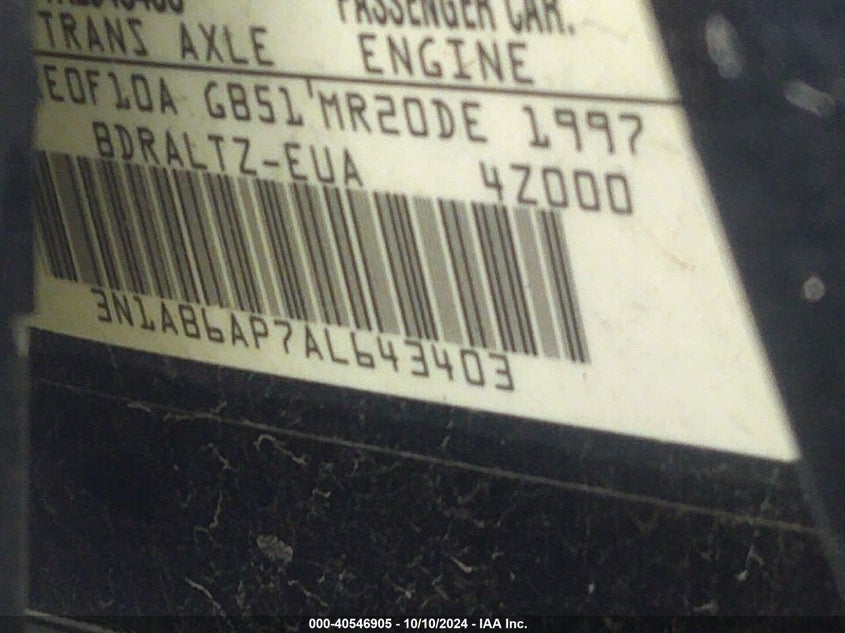 PASSENGER CAR.
TRANS AXLE ENGINE
E0F10A GB51 MR20DE 1997
BDRALTZ-EUA 4Z000
3N1AB6AP7AL643403
000-40546905 - 10/10/2024 - IAA Inc.